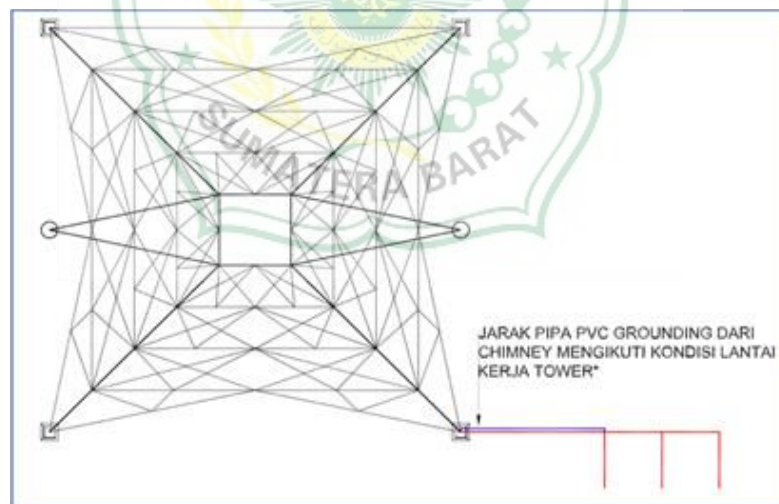 SUMATERA BARAT
JARAK PIPA PVC GROUNDING DARI
CHIMNEY MENGIKUTI KONDISI LANTAI
KERJA TOWER*